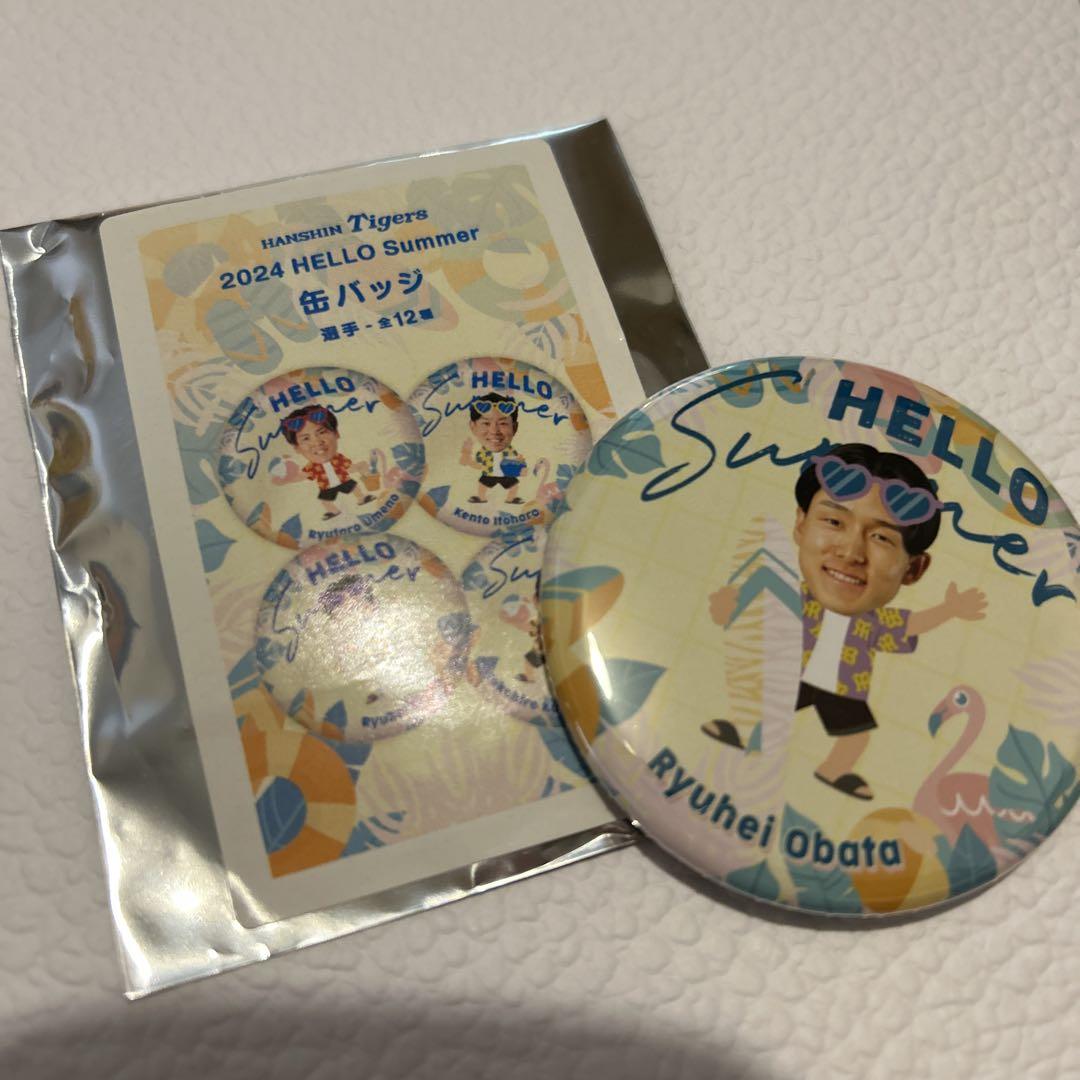 HANSHIN Tigers
2024 HELLO Summer
缶バッジ
選手 - 全12種
HELLO
Summer
Ryutaro Umeno
HELLO
Summer
Kento Itohara
HELLO
Summer
HELLO
Summer
Ryuhei Obata